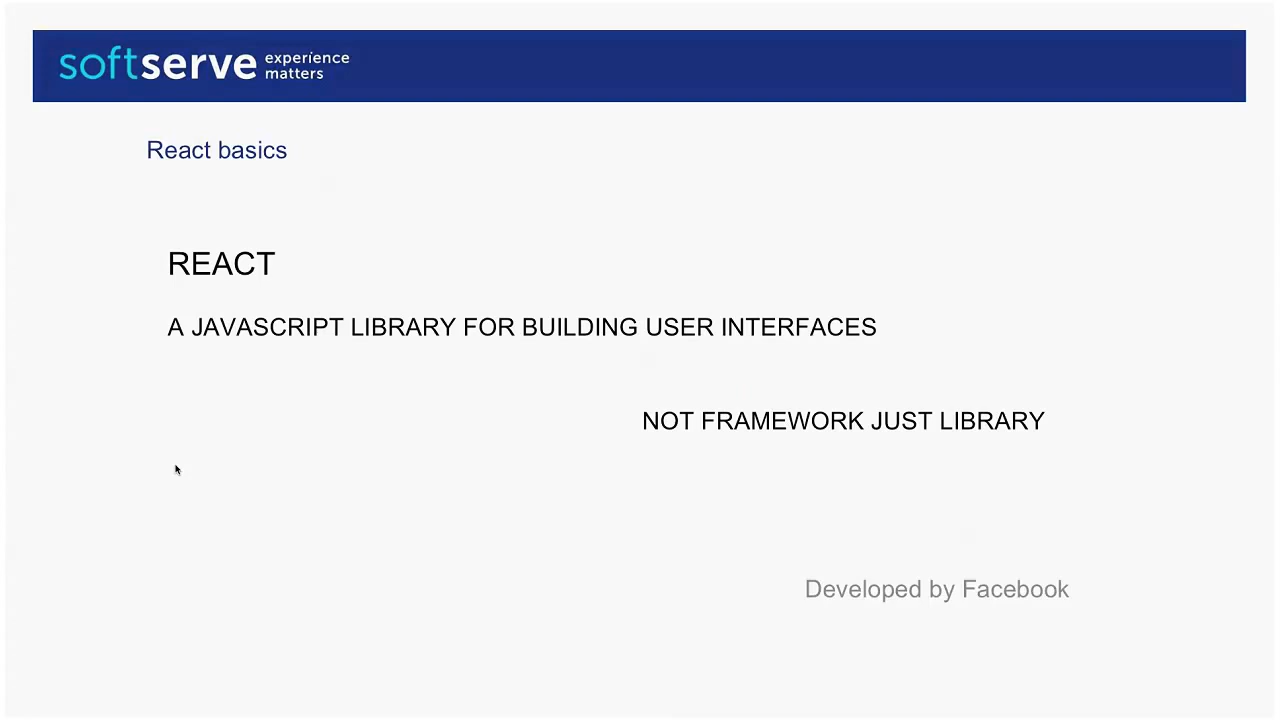 softserve experience
matters
React basics
REACT
A JAVASCRIPT LIBRARY FOR BUILDING USER INTERFACES
NOT FRAMEWORK JUST LIBRARY
Developed by Facebook